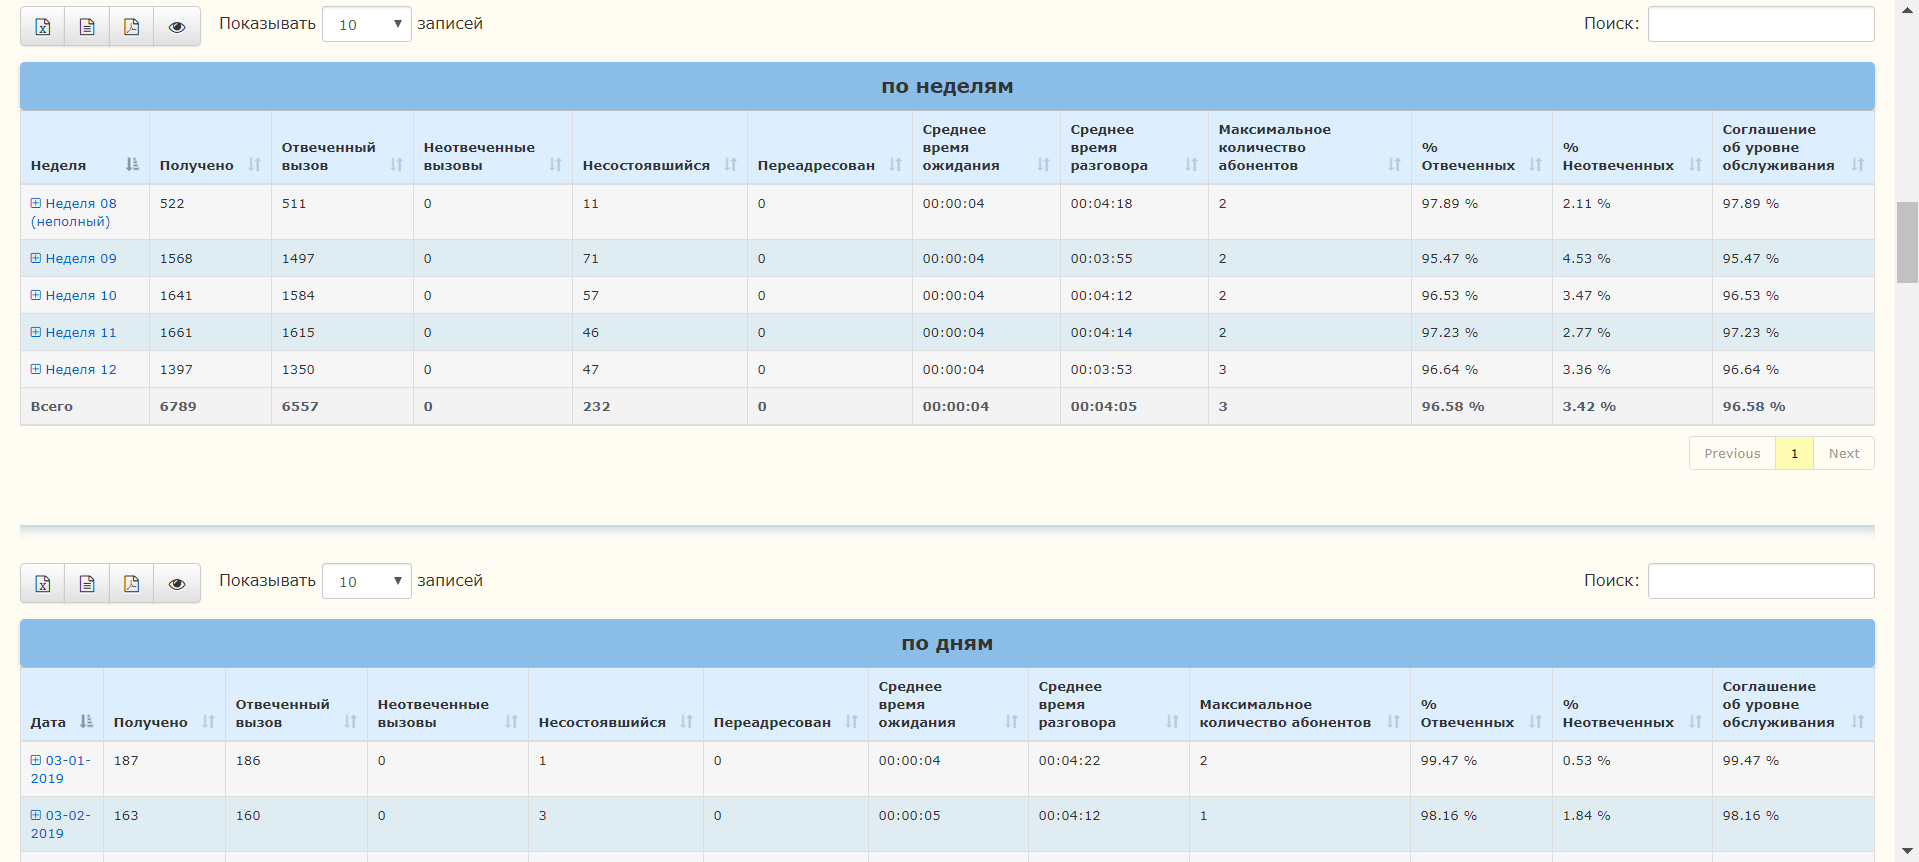 Показывать 10 записей Поиск:
по неделям
Неделя Получено Отвеченный вызов Неотвеченные вызовы Несостоявшийся Переадресован Среднее время ожидания Среднее время разговора Максимальное количество абонентов % Отвеченных % Неотвеченных Соглашение об уровне обслуживания
Неделя 08 (неполный) 522 511 0 11 0 00:00:04 00:04:18 2 97.89 % 2.11 % 97.89 %
Неделя 09 1568 1497 0 71 0 00:00:04 00:03:55 2 95.47 % 4.53 % 95.47 %
Неделя 10 1641 1584 0 57 0 00:00:04 00:04:12 2 96.53 % 3.47 % 96.53 %
Неделя 11 1661 1615 0 46 0 00:00:04 00:04:14 2 97.23 % 2.77 % 97.23 %
Неделя 12 1397 1350 0 47 0 00:00:04 00:03:53 3 96.64 % 3.36 % 96.64 %
Всего 6789 6557 0 232 0 00:00:04 00:04:05 3 96.58 % 3.42 % 96.58 %
Previous 1 Next
Показывать 10 записей Поиск:
по дням
Дата Получено Отвеченный вызов Неотвеченные вызовы Несостоявшийся Переадресован Среднее время ожидания Среднее время разговора Максимальное количество абонентов % Отвеченных % Неотвеченных Соглашение об уровне обслуживания
03-01-2019 187 186 0 1 0 00:00:04 00:04:22 2 99.47 % 0.53 % 99.47 %
03-02-2019 163 160 0 3 0 00:00:05 00:04:12 1 98.16 % 1.84 % 98.16 %